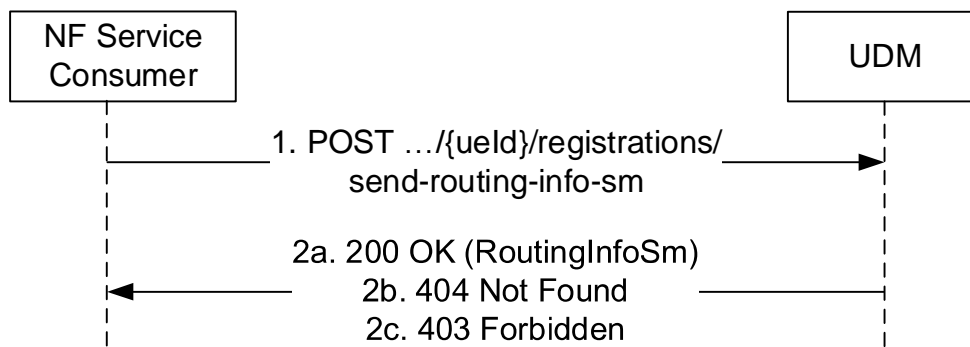 NF Service
Consumer
UDM
1. POST …/{ueId}/registrations/
send-routing-info-sm
2a. 200 OK (RoutingInfoSm)
2b. 404 Not Found
2c. 403 Forbidden